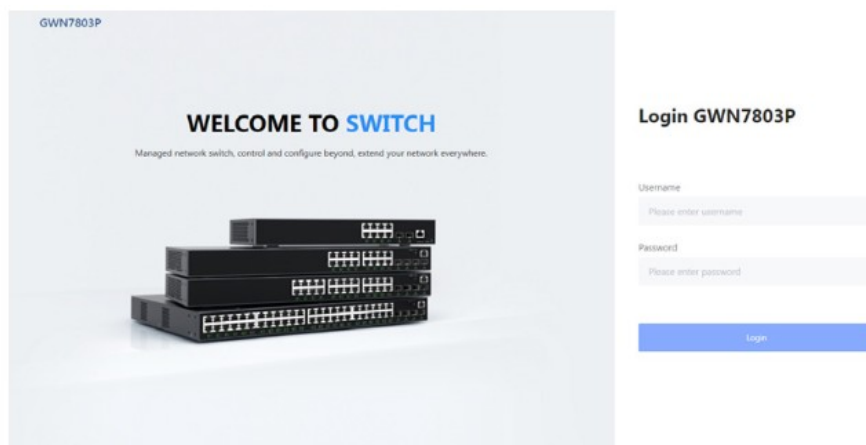 GWN7803P
WELCOME TO SWITCH
Managed network switch, control and configure beyond, extend your network everywhere.
Login GWN7803P
Username
Please enter username
Password
Please enter password
Login